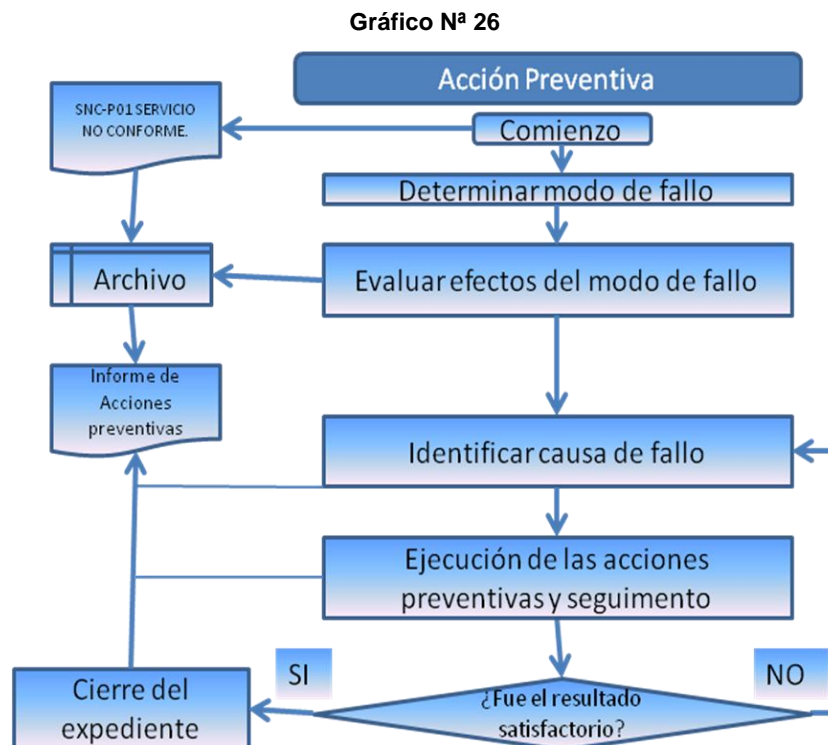 Gráfico Nª 26
Acción Preventiva
SNC-P01 SERVICIO
NO CONFORME.
Comienzo
Determinar modo de fallo
Archivo
Evaluar efectos del modo de fallo
Informe de
Acciones
preventivas
Identificar causa de fallo
Ejecución de las acciones
preventivas y seguimento
SI
NO
Cierre del
expediente
¿Fue el resultado
satisfactorio?